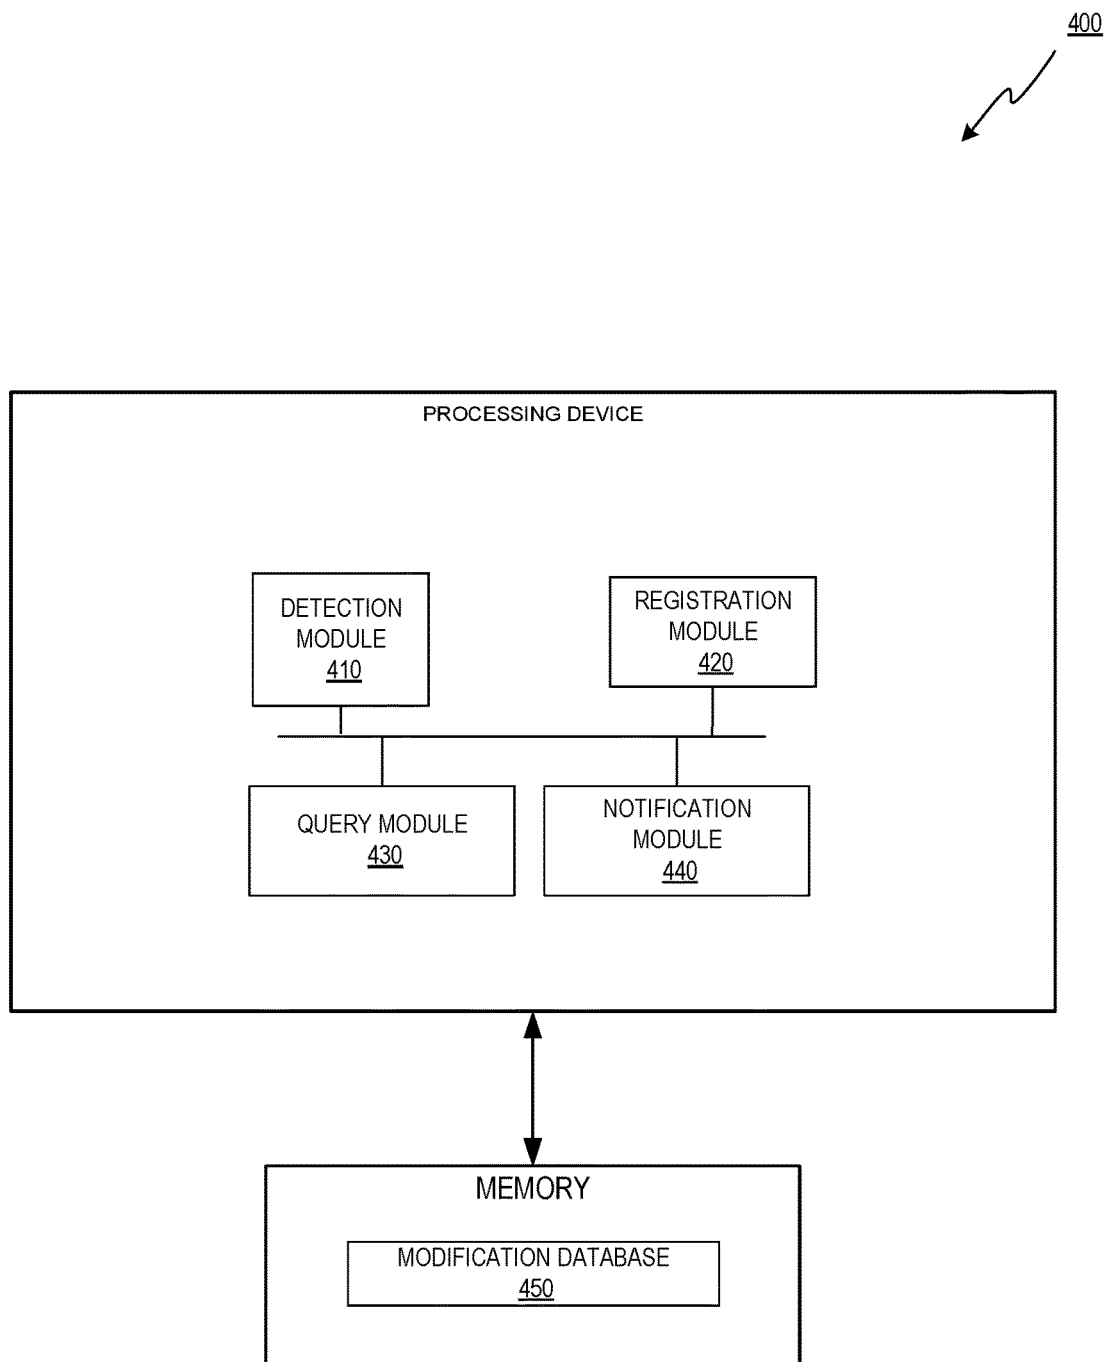 400
PROCESSING DEVICE
DETECTION
MODULE
410
REGISTRATION
MODULE
420
QUERY MODULE
430
NOTIFICATION
MODULE
440
MEMORY
MODIFICATION DATABASE
450